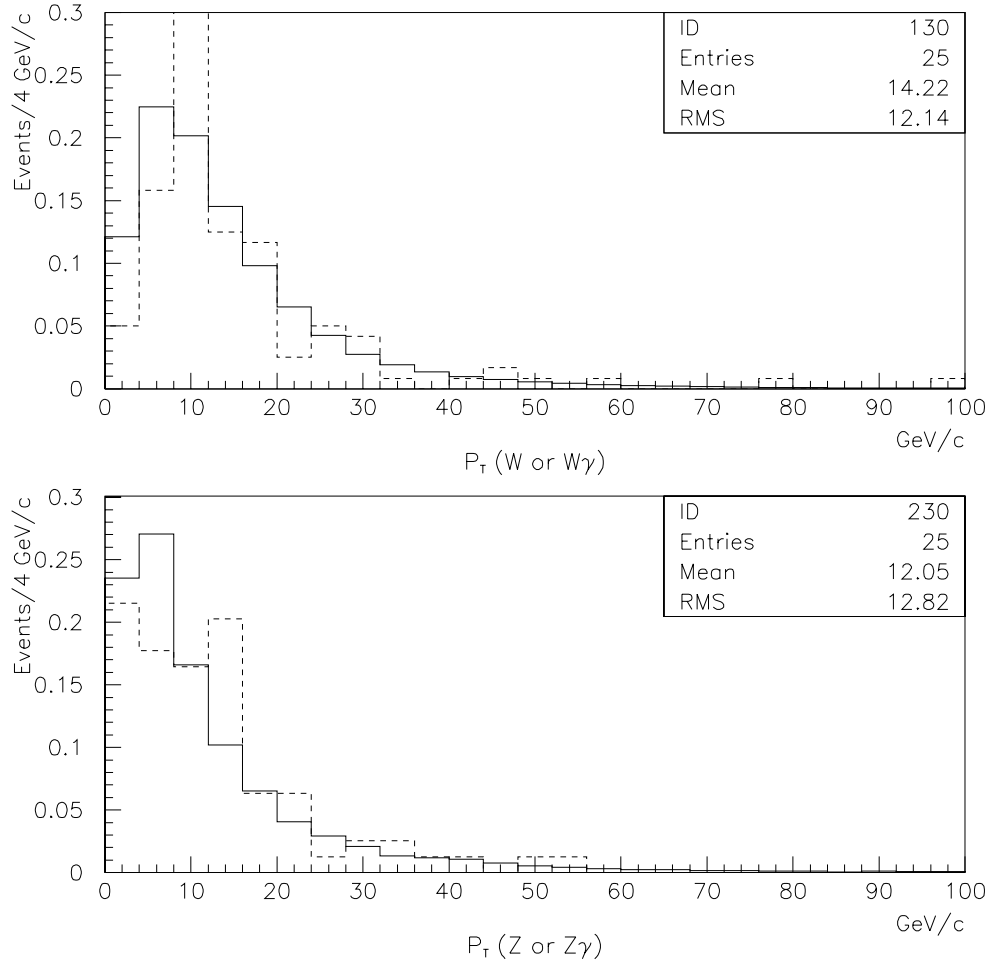 Events/4 GeV/c
0.3
0.25
0.2
0.15
0.1
0.05
0
ID 130
Entries 25
Mean 14.22
RMS 12.14
0 10 20 30 40 50 60 70 80 90 100
GeV/c
P_T (W or Wγ)
Events/4 GeV/c
0.3
0.25
0.2
0.15
0.1
0.05
0
ID 230
Entries 25
Mean 12.05
RMS 12.82
0 10 20 30 40 50 60 70 80 90 100
GeV/c
P_T (Z or Zγ)